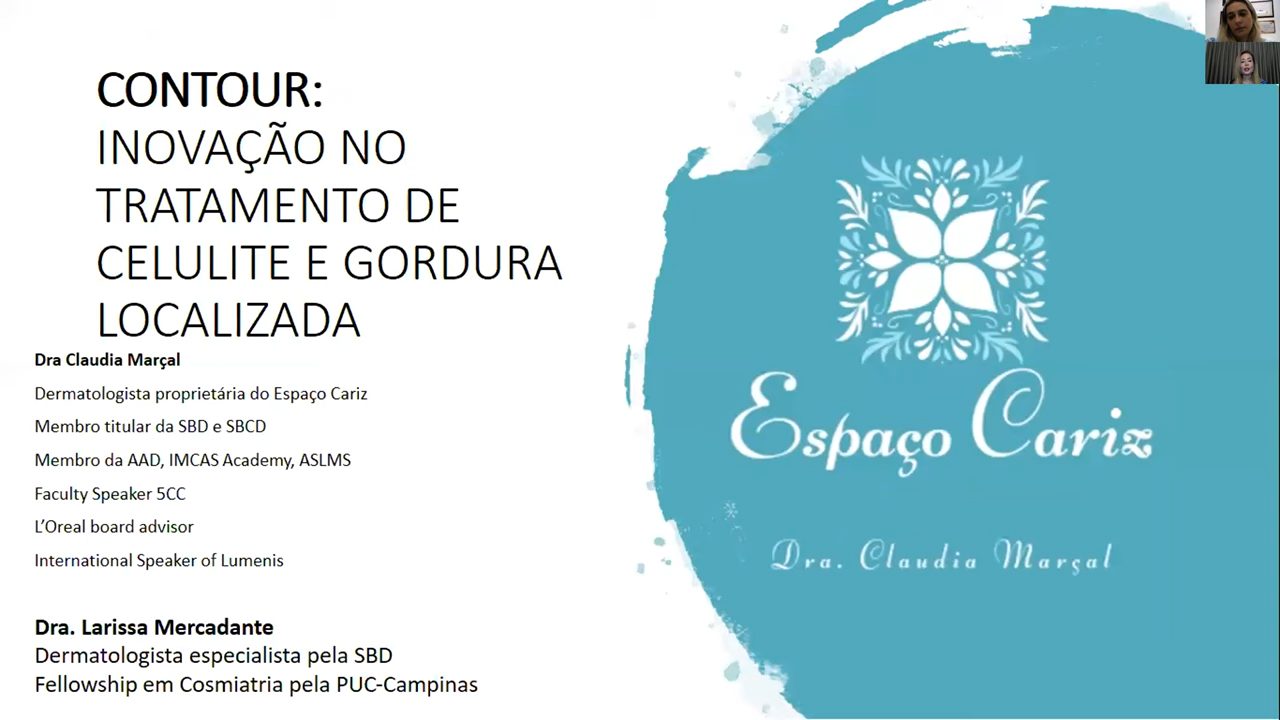 CONTOUR:
INOVAÇÃO NO
TRATAMENTO DE
CELULITE E GORDURA
LOCALIZADA
Dra Claudia Marçal
Dermatologista proprietária do Espaço Cariz
Membro titular da SBD e SBCD
Membro da AAD, IMCAS Academy, ASLMS
Faculty Speaker 5CC
L’Oreal board advisor
International Speaker of Lumenis
Dra. Larissa Mercadante
Dermatologista especialista pela SBD
Fellowship em Cosmiatria pela PUC-Campinas
Espaço Cariz
Dra. Claudia Marçal